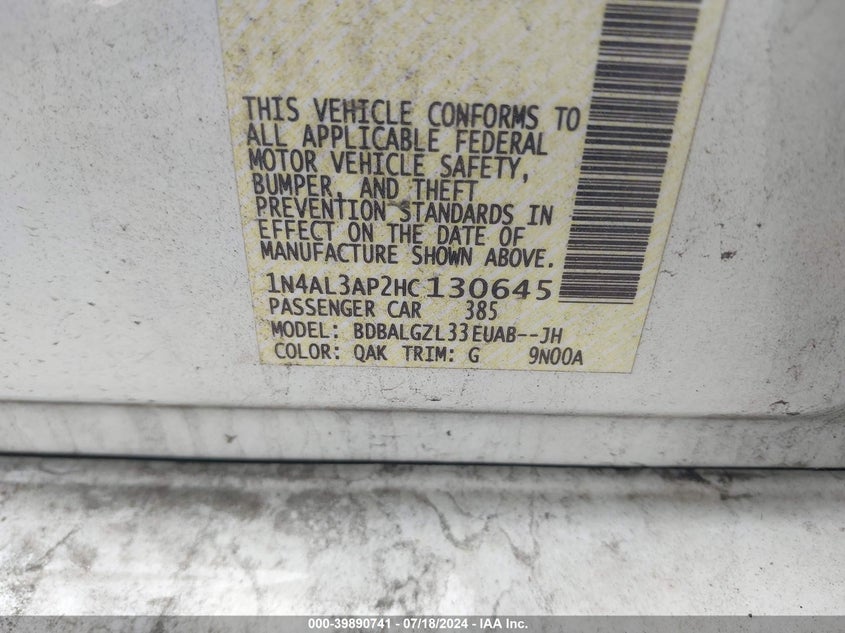 THIS VEHICLE CONFORMS TO
ALL APPLICABLE FEDERAL
MOTOR VEHICLE SAFETY,
BUMPER, AND THEFT
PREVENTION STANDARDS IN
EFFECT ON THE DATE OF
MANUFACTURE SHOWN ABOVE.
1N4AL3AP2HC130645
PASSENGER CAR 385
MODEL: BDBALGZL33EUAB--JH
COLOR: QAK TRIM: G 9N00A
000-39890741 - 07/18/2024 - IAA Inc.